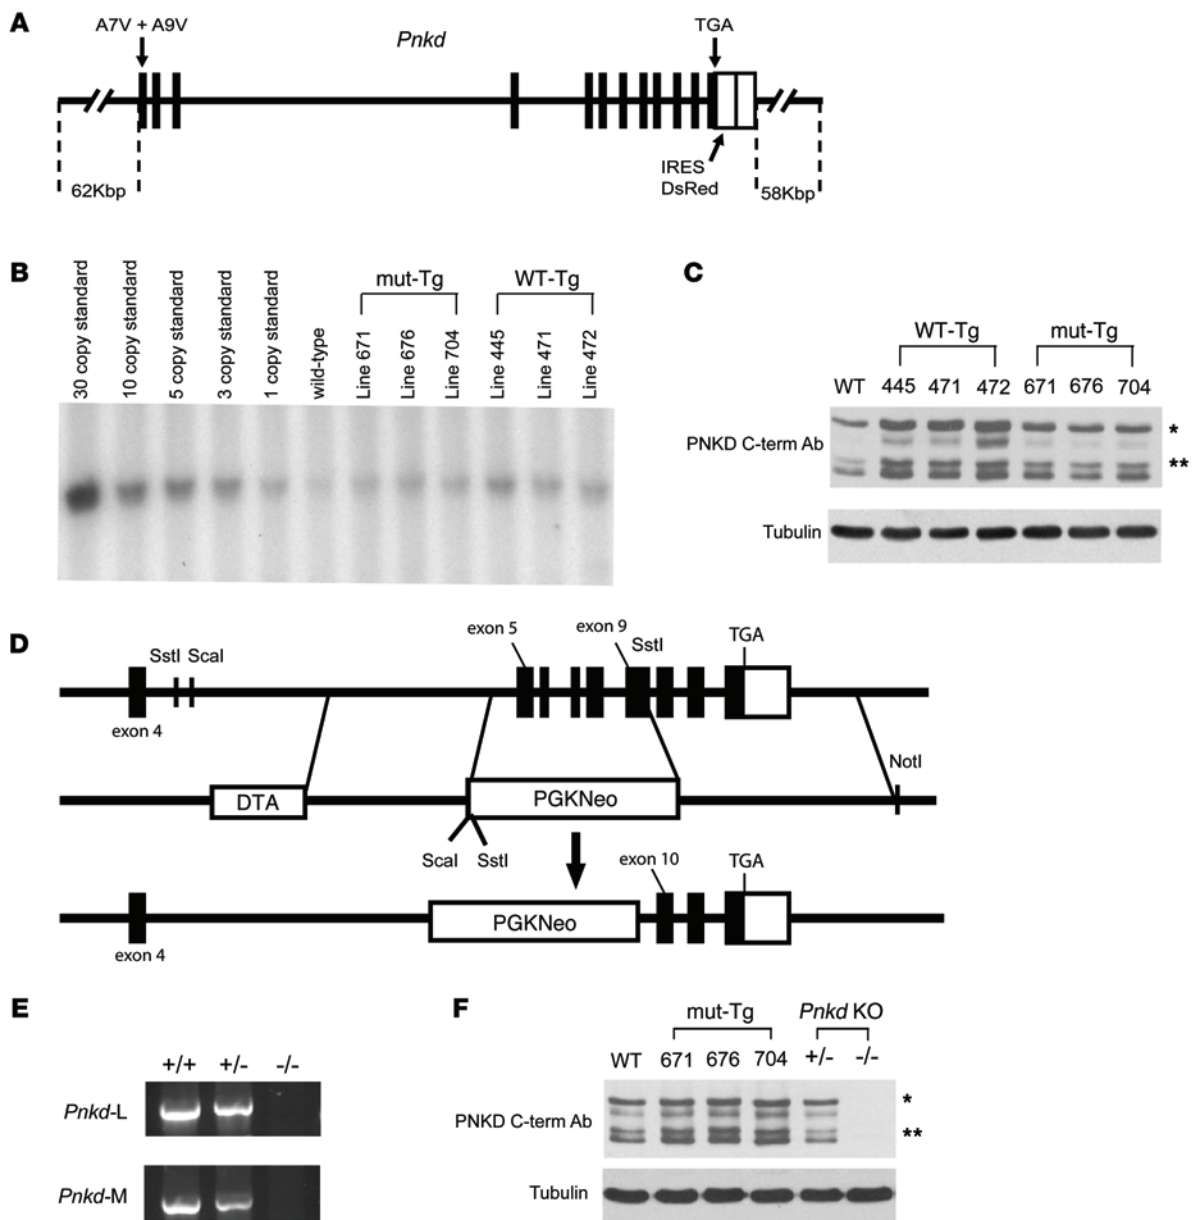 A
A7V + A9V
Pnkd
TGA
62Kbp
IRES
DsRed
58Kbp
B
30 copy standard
10 copy standard
5 copy standard
3 copy standard
1 copy standard
wild-type
mut-Tg
Line 671
Line 676
Line 704
WT-Tg
Line 445
Line 471
Line 472
C
WT-Tg
mut-Tg
WT 445 471 472 671 676 704
PNKD C-term Ab
*
**
Tubulin
D
exon 4
SstI ScaI
exon 5
exon 9
SstI
TGA
DTA
PGKNeo
NotI
ScaI SstI
exon 10
TGA
exon 4
PGKNeo
E
+/+ +/- -/-
Pnkd-L
Pnkd-M
F
mut-Tg
Pnkd KO
WT 671 676 704 +/- -/-
PNKD C-term Ab
*
**
Tubulin